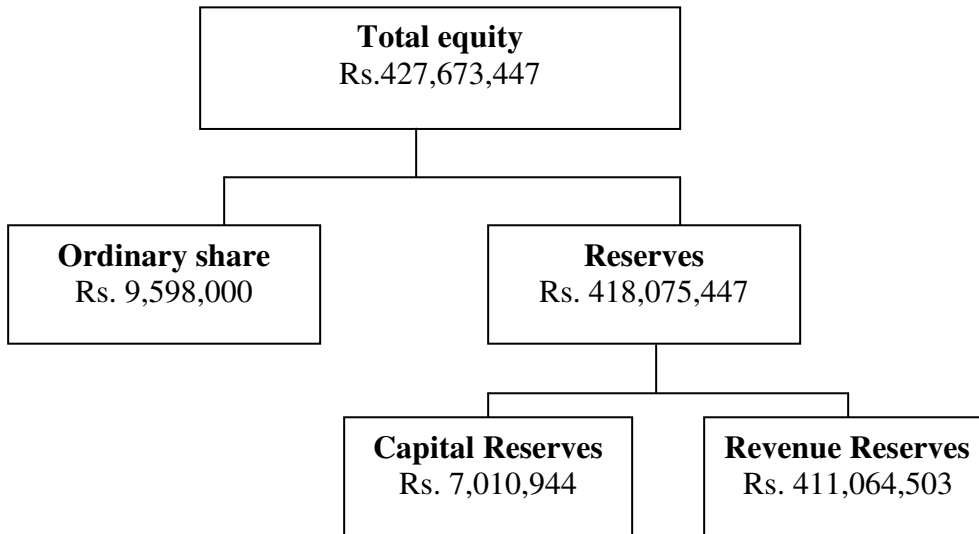 Total equity
Rs.427,673,447
Ordinary share
Rs. 9,598,000
Reserves
Rs. 418,075,447
Capital Reserves
Rs. 7,010,944
Revenue Reserves
Rs. 411,064,503